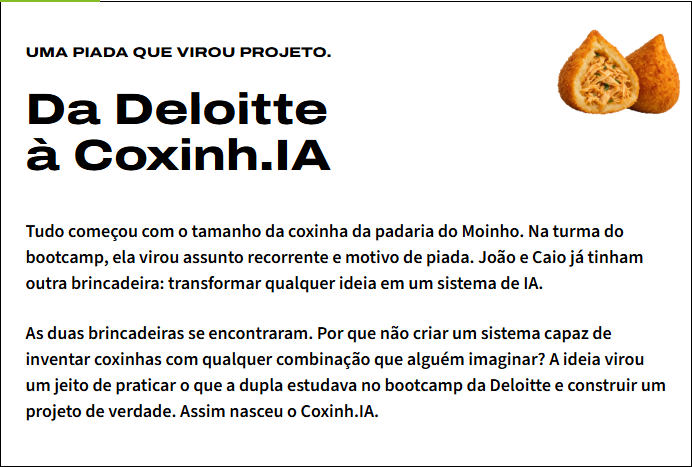 UMA PIADA QUE VIROU PROJETO.
Da Deloitte
à Coxinh.IA
Tudo começou com o tamanho da coxinha da padaria do Moinho. Na turma do
bootcamp, ela virou assunto recorrente e motivo de piada. João e Caio já tinham
outra brincadeira: transformar qualquer ideia em um sistema de IA.
As duas brincadeiras se encontraram. Por que não criar um sistema capaz de
inventar coxinhas com qualquer combinação que alguém imaginar? A ideia virou
um jeito de praticar o que a dupla estudava no bootcamp da Deloitte e construir um
projeto de verdade. Assim nasceu o Coxinh.IA.